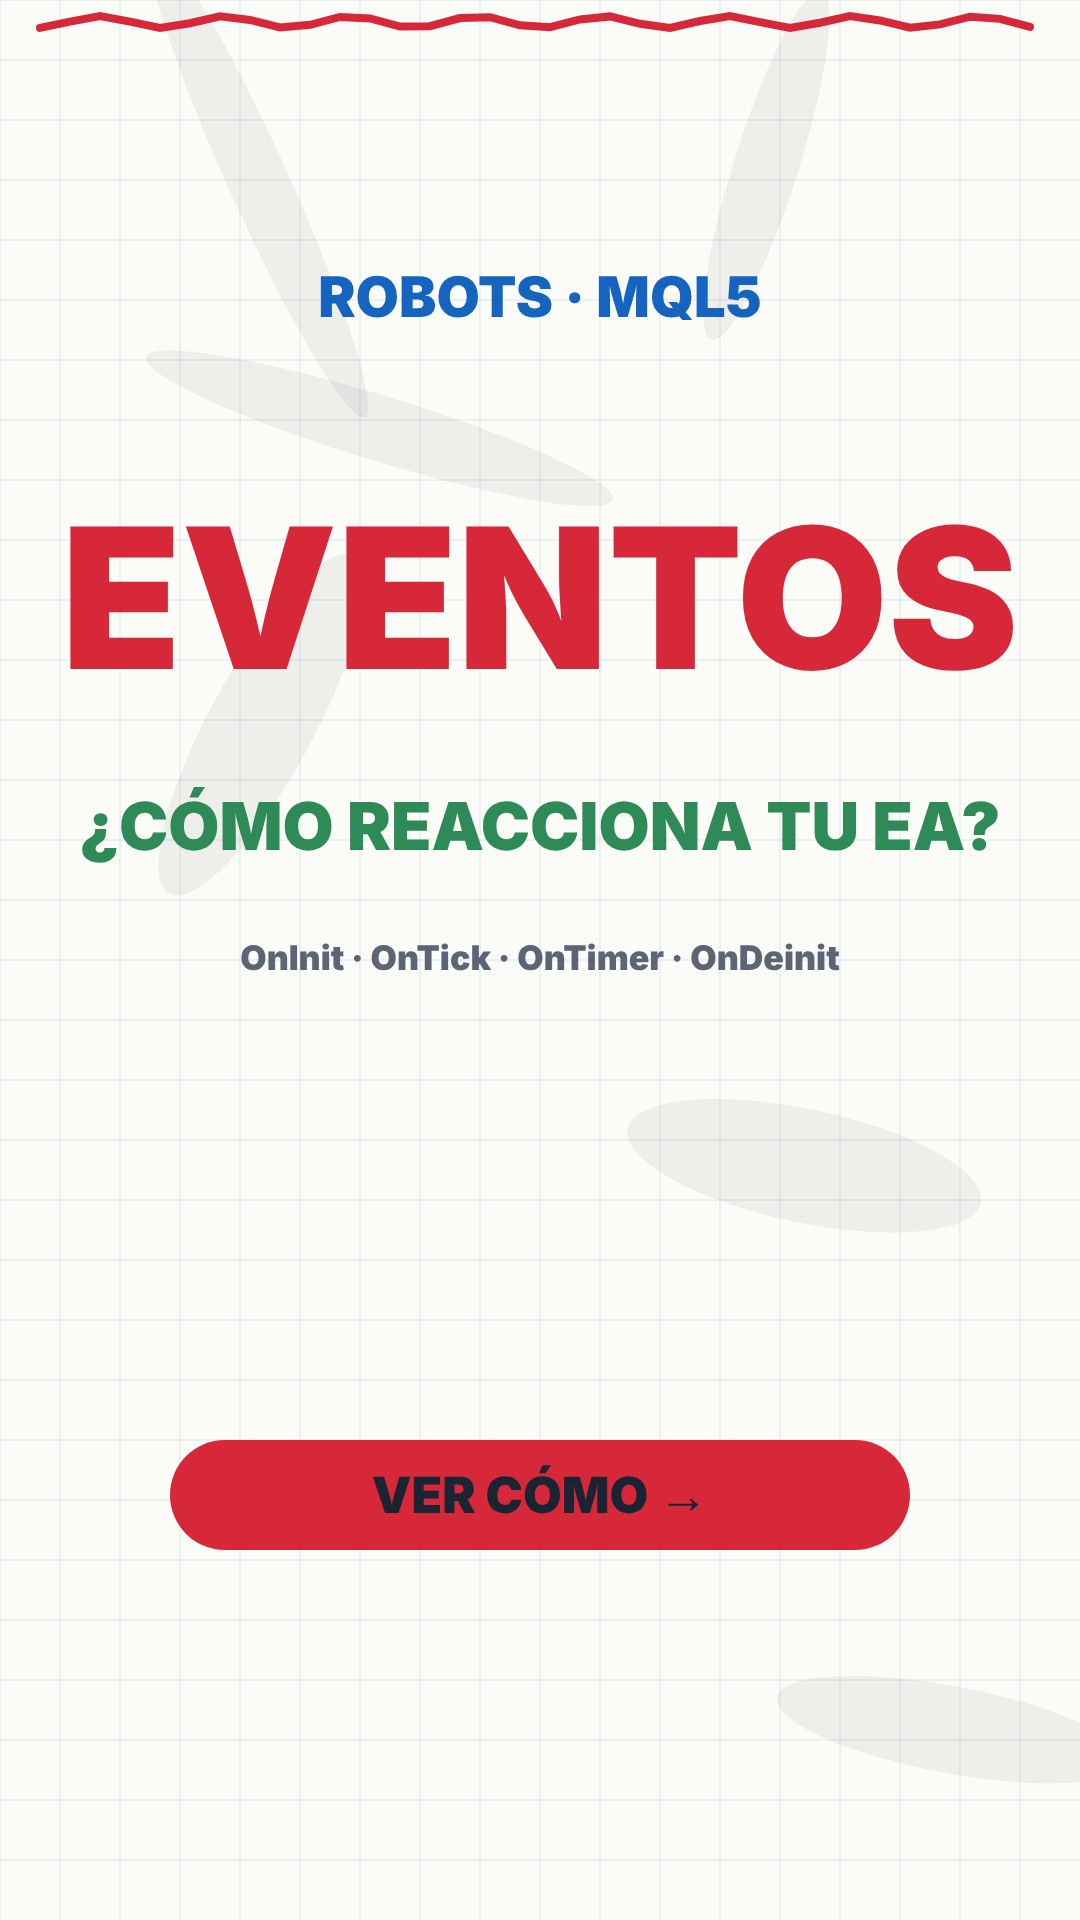 ROBOTS · MQL5
EVENTOS
¿CÓMO REACCIONA TU EA?
OnInit · OnTick · OnTimer · OnDeinit
VER CÓMO →